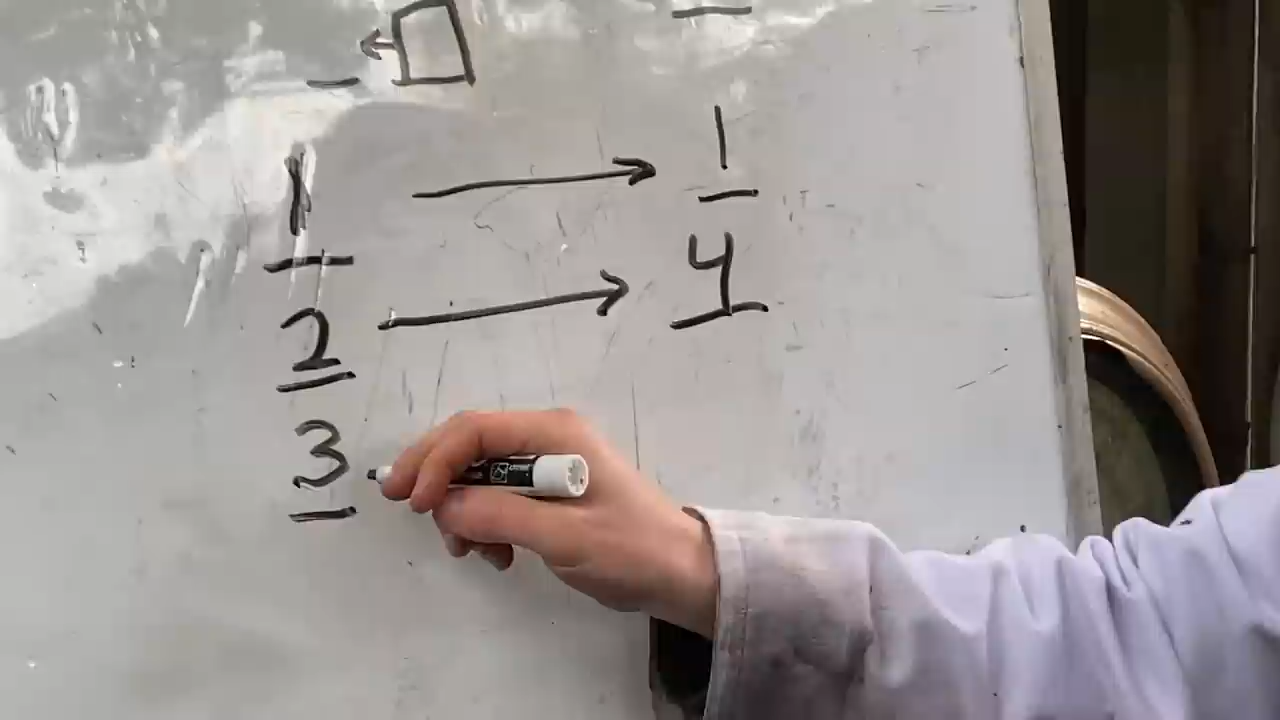 1 → 1
2 → 4
3